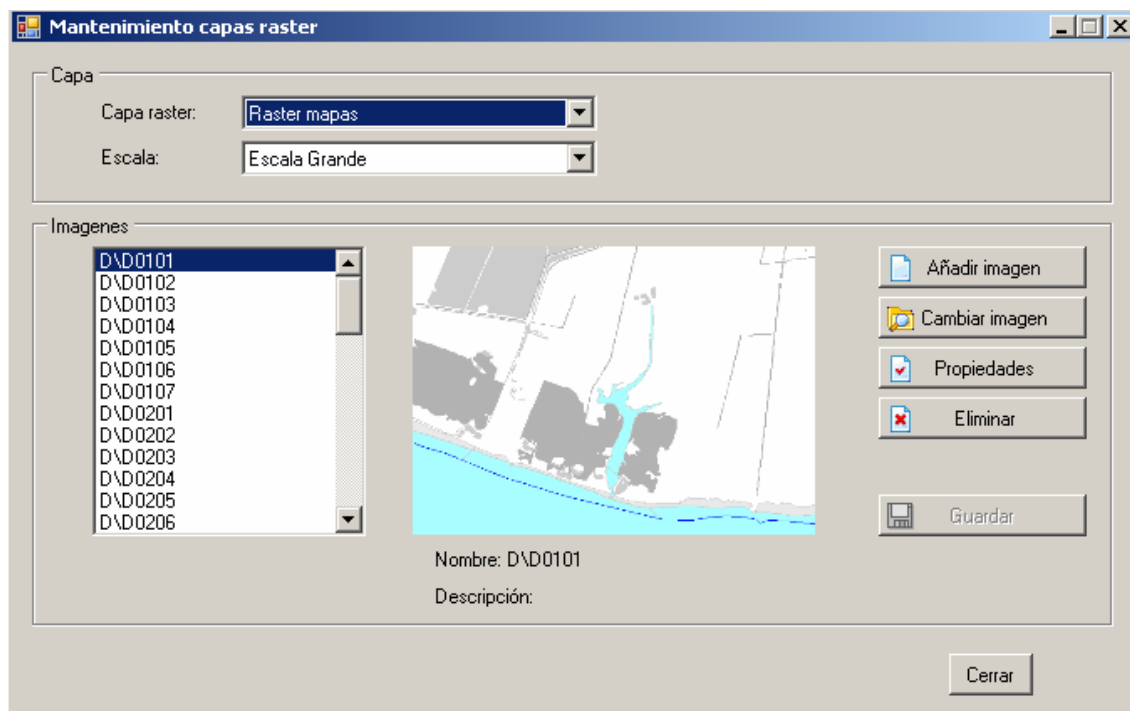 Mantenimiento capas raster
Capa
Capa raster:
Raster mapas
Escala:
Escala Grande
Imagenes
D\D0101
D\D0102
D\D0103
D\D0104
D\D0105
D\D0106
D\D0107
D\D0201
D\D0202
D\D0203
D\D0204
D\D0205
D\D0206
Nombre: D\D0101
Descripción:
Añadir imagen
Cambiar imagen
Propiedades
Eliminar
Guardar
Cerrar